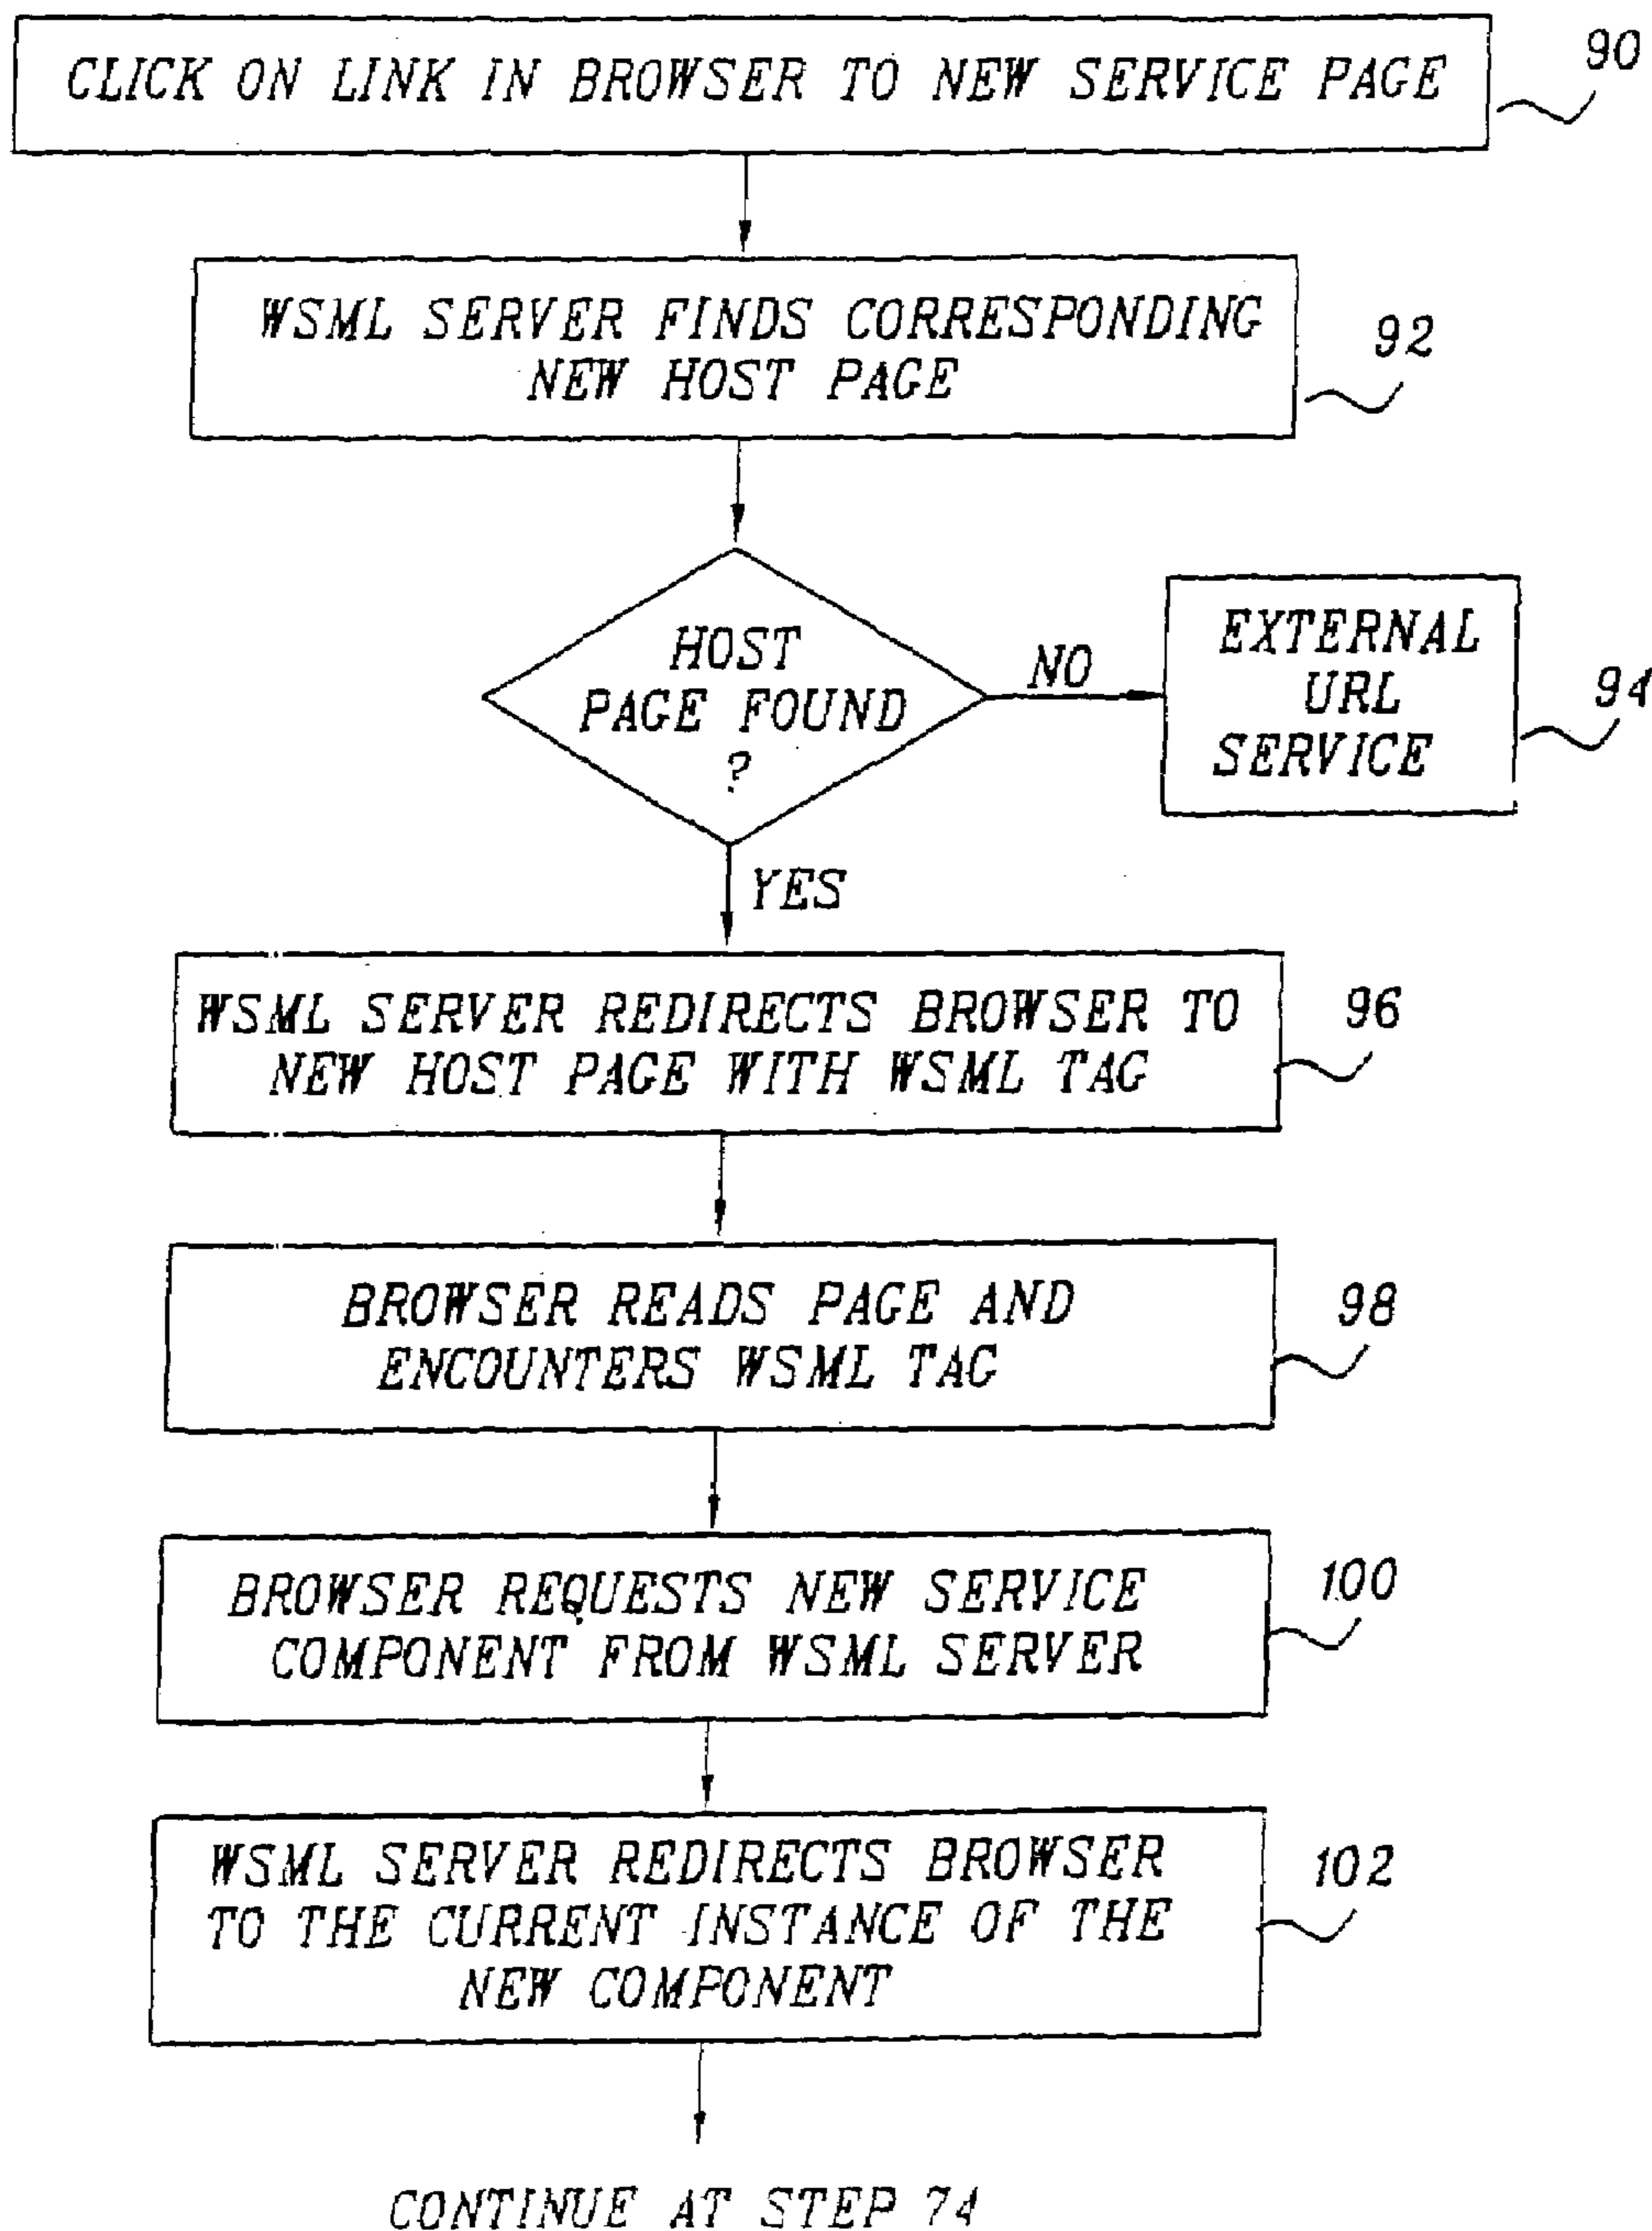 CLICK ON LINK IN BROWSER TO NEW SERVICE PAGE
90
WSML SERVER FINDS CORRESPONDING
NEW HOST PAGE
92
HOST
PAGE FOUND
?
NO
EXTERNAL
URL
SERVICE
94
YES
WSML SERVER REDIRECTS BROWSER TO
NEW HOST PAGE WITH WSML TAG
96
BROWSER READS PAGE AND
ENCOUNTERS WSML TAG
98
BROWSER REQUESTS NEW SERVICE
COMPONENT FROM WSML SERVER
100
WSML SERVER REDIRECTS BROWSER
TO THE CURRENT INSTANCE OF THE
NEW COMPONENT
102
CONTINUE AT STEP 74